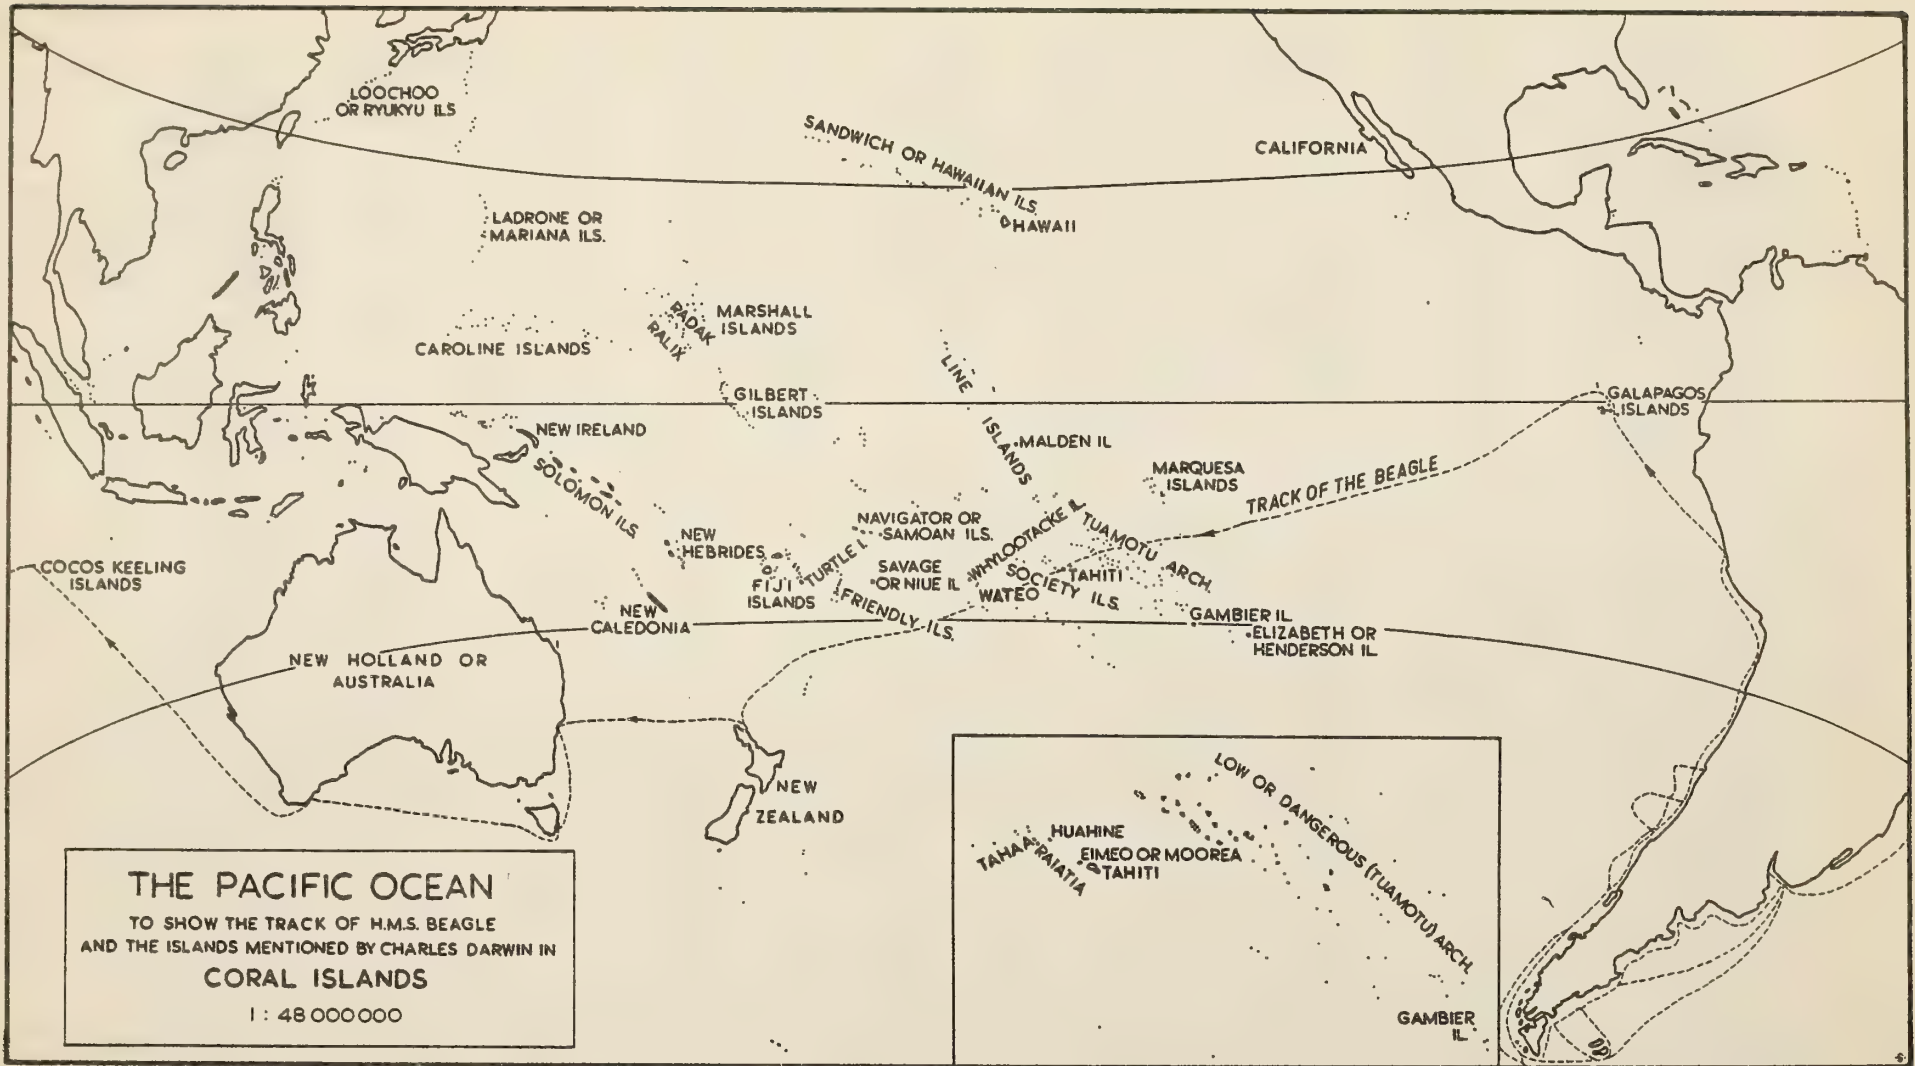 LOOCHOO
OR RYUKYU ILS
SANDWICH OR HAWAIIAN ILS.
HAWAII
CALIFORNIA
LADRONE OR
MARIANA ILS.
RADAK
RALIX
MARSHALL
ISLANDS
CAROLINE ISLANDS
GILBERT
ISLANDS
LINE ISLANDS
GALAPAGOS
ISLANDS
NEW IRELAND
MALDEN IL
SOLOMON ILS.
MARQUESA
ISLANDS
TRACK OF THE BEAGLE
NAVIGATOR OR
SAMOAN ILS.
NEW
HEBRIDES
TURTLE I.
WHYLOOTACKE IL
TUAMOTU ARCH.
COCOS KEELING
ISLANDS
FIJI
ISLANDS
SAVAGE
OR NIUE IL
SOCIETY ILS.
TAHITI
WATEO
FRIENDLY ILS.
NEW
CALEDONIA
GAMBIER IL
ELIZABETH OR
HENDERSON IL
NEW HOLLAND OR
AUSTRALIA
NEW
ZEALAND
LOW OR DANGEROUS (TUAMOTU) ARCH.
HUAHINE
TAHAA
RAIATIA
EIMEO OR MOOREA
TAHITI
GAMBIER
IL
THE PACIFIC OCEAN
TO SHOW THE TRACK OF H.M.S. BEAGLE
AND THE ISLANDS MENTIONED BY CHARLES DARWIN IN
CORAL ISLANDS
1 : 48 000 000